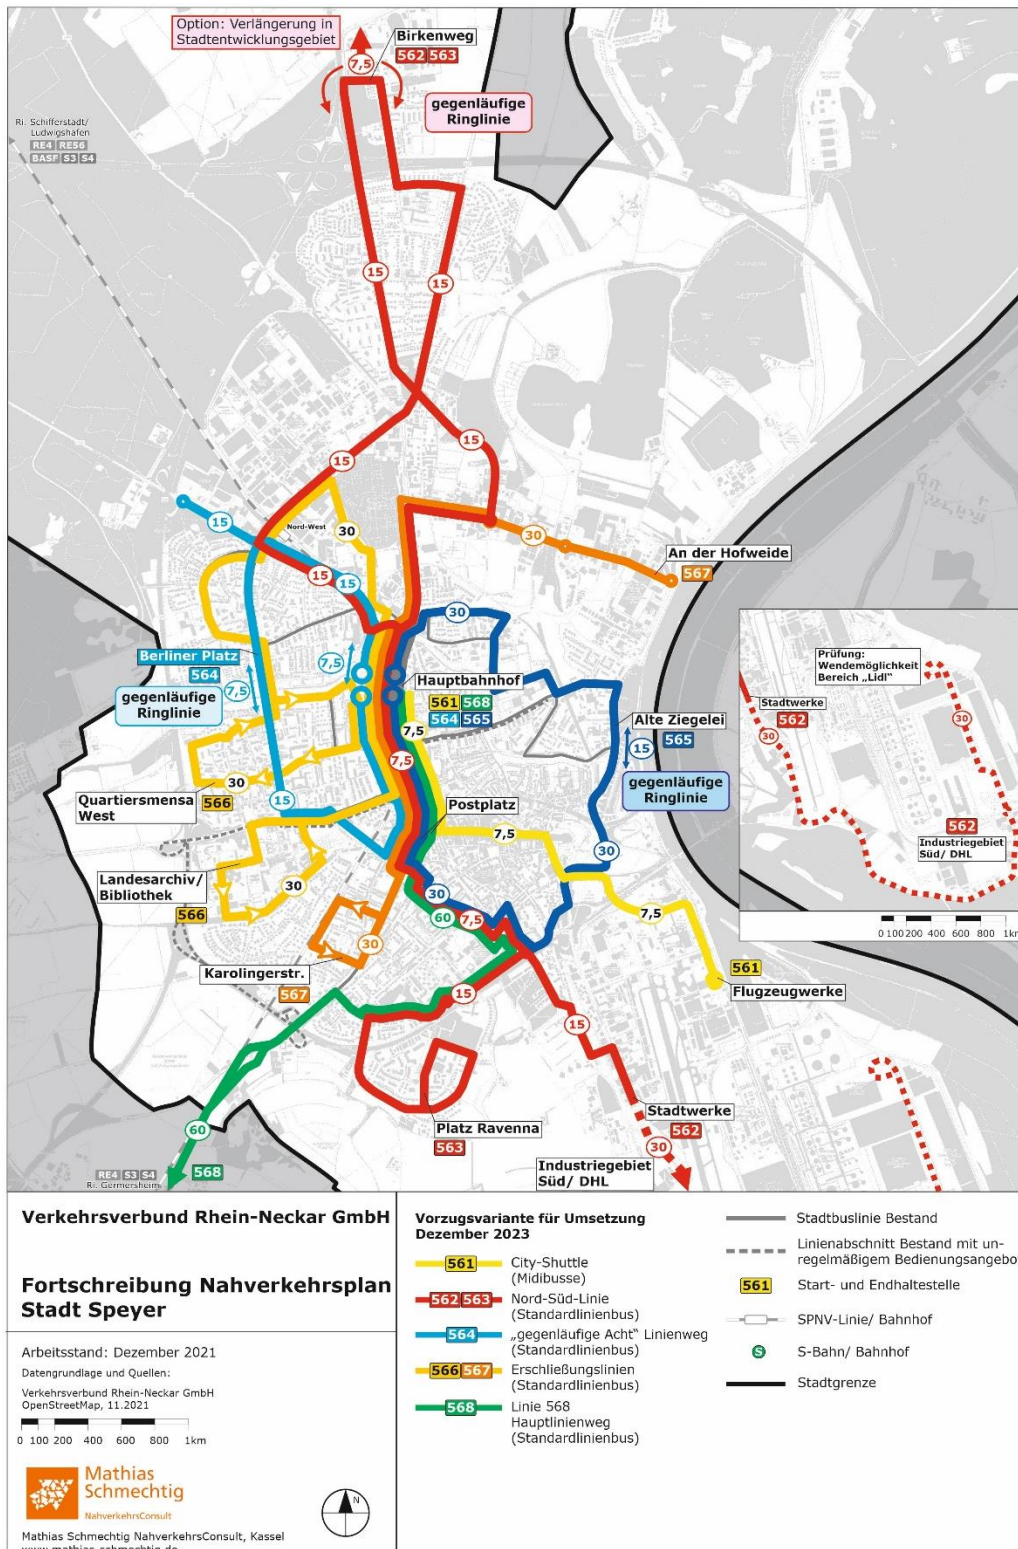 Option: Verlängerung in
Stadtentwicklungsgebiet
Birkenweg
562 563
7,5
gegenläufige
Ringlinie
Ri. Schifferstadt/
Ludwigshafen
RE4 RE56
BASF S3 S4
15
15
15
15
15
Nord-West
30
30
An der Hofweide
567
15
15
30
Berliner Platz
564
7,5
7,5
gegenläufige
Ringlinie
Hauptbahnhof
561 568
564 565
7,5
7,5
Alte Ziegelei
565
15
gegenläufige
Ringlinie
Prüfung:
Wendemöglichkeit
Bereich „Lidl“
Stadtwerke
562
30
30
562
Industriegebiet
Süd/ DHL
0 100 200 400 600 800 1km
30
Quartiersmensa
West
566
15
Postplatz
7,5
30
Landesarchiv/
Bibliothek
566
30
30
60
7,5
7,5
Karolingerstr.
567
30
561
Flugzeugwerke
15
15
Platz Ravenna
563
Stadtwerke
562
30
Industriegebiet
Süd/ DHL
60
568
RE4 S3 S4
Ri. Germersheim
Verkehrsverbund Rhein-Neckar GmbH
Fortschreibung Nahverkehrsplan
Stadt Speyer
Arbeitsstand: Dezember 2021
Datengrundlage und Quellen:
Verkehrsverbund Rhein-Neckar GmbH
OpenStreetMap, 11.2021
0 100 200 400 600 800 1km
Mathias
Schmechtig
NahverkehrsConsult
N
Mathias Schmechtig NahverkehrsConsult, Kassel
www.mathias-schmechtig.de
Vorzugsvariante für Umsetzung
Dezember 2023
561 City-Shuttle
(Midibusse)
562 563 Nord-Süd-Linie
(Standardlinienbus)
564 „gegenläufige Acht“ Linienweg
(Standardlinienbus)
566 567 Erschließungslinien
(Standardlinienbus)
568 Linie 568
Hauptlinienweg
(Standardlinienbus)
Stadtbuslinie Bestand
Linienabschnitt Bestand mit un-
regelmäßigem Bedienungsangebo
561 Start- und Endhaltestelle
SPNV-Linie/ Bahnhof
S S-Bahn/ Bahnhof
Stadtgrenze